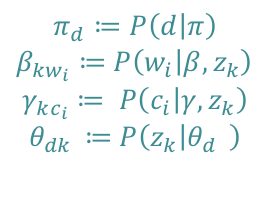 π_d ≔ P(d|π)
β_{kw_i} ≔ P(w_i|β, z_k)
γ_{kc_i} ≔ P(c_i|γ, z_k)
θ_{dk} ≔ P(z_k|θ_d )